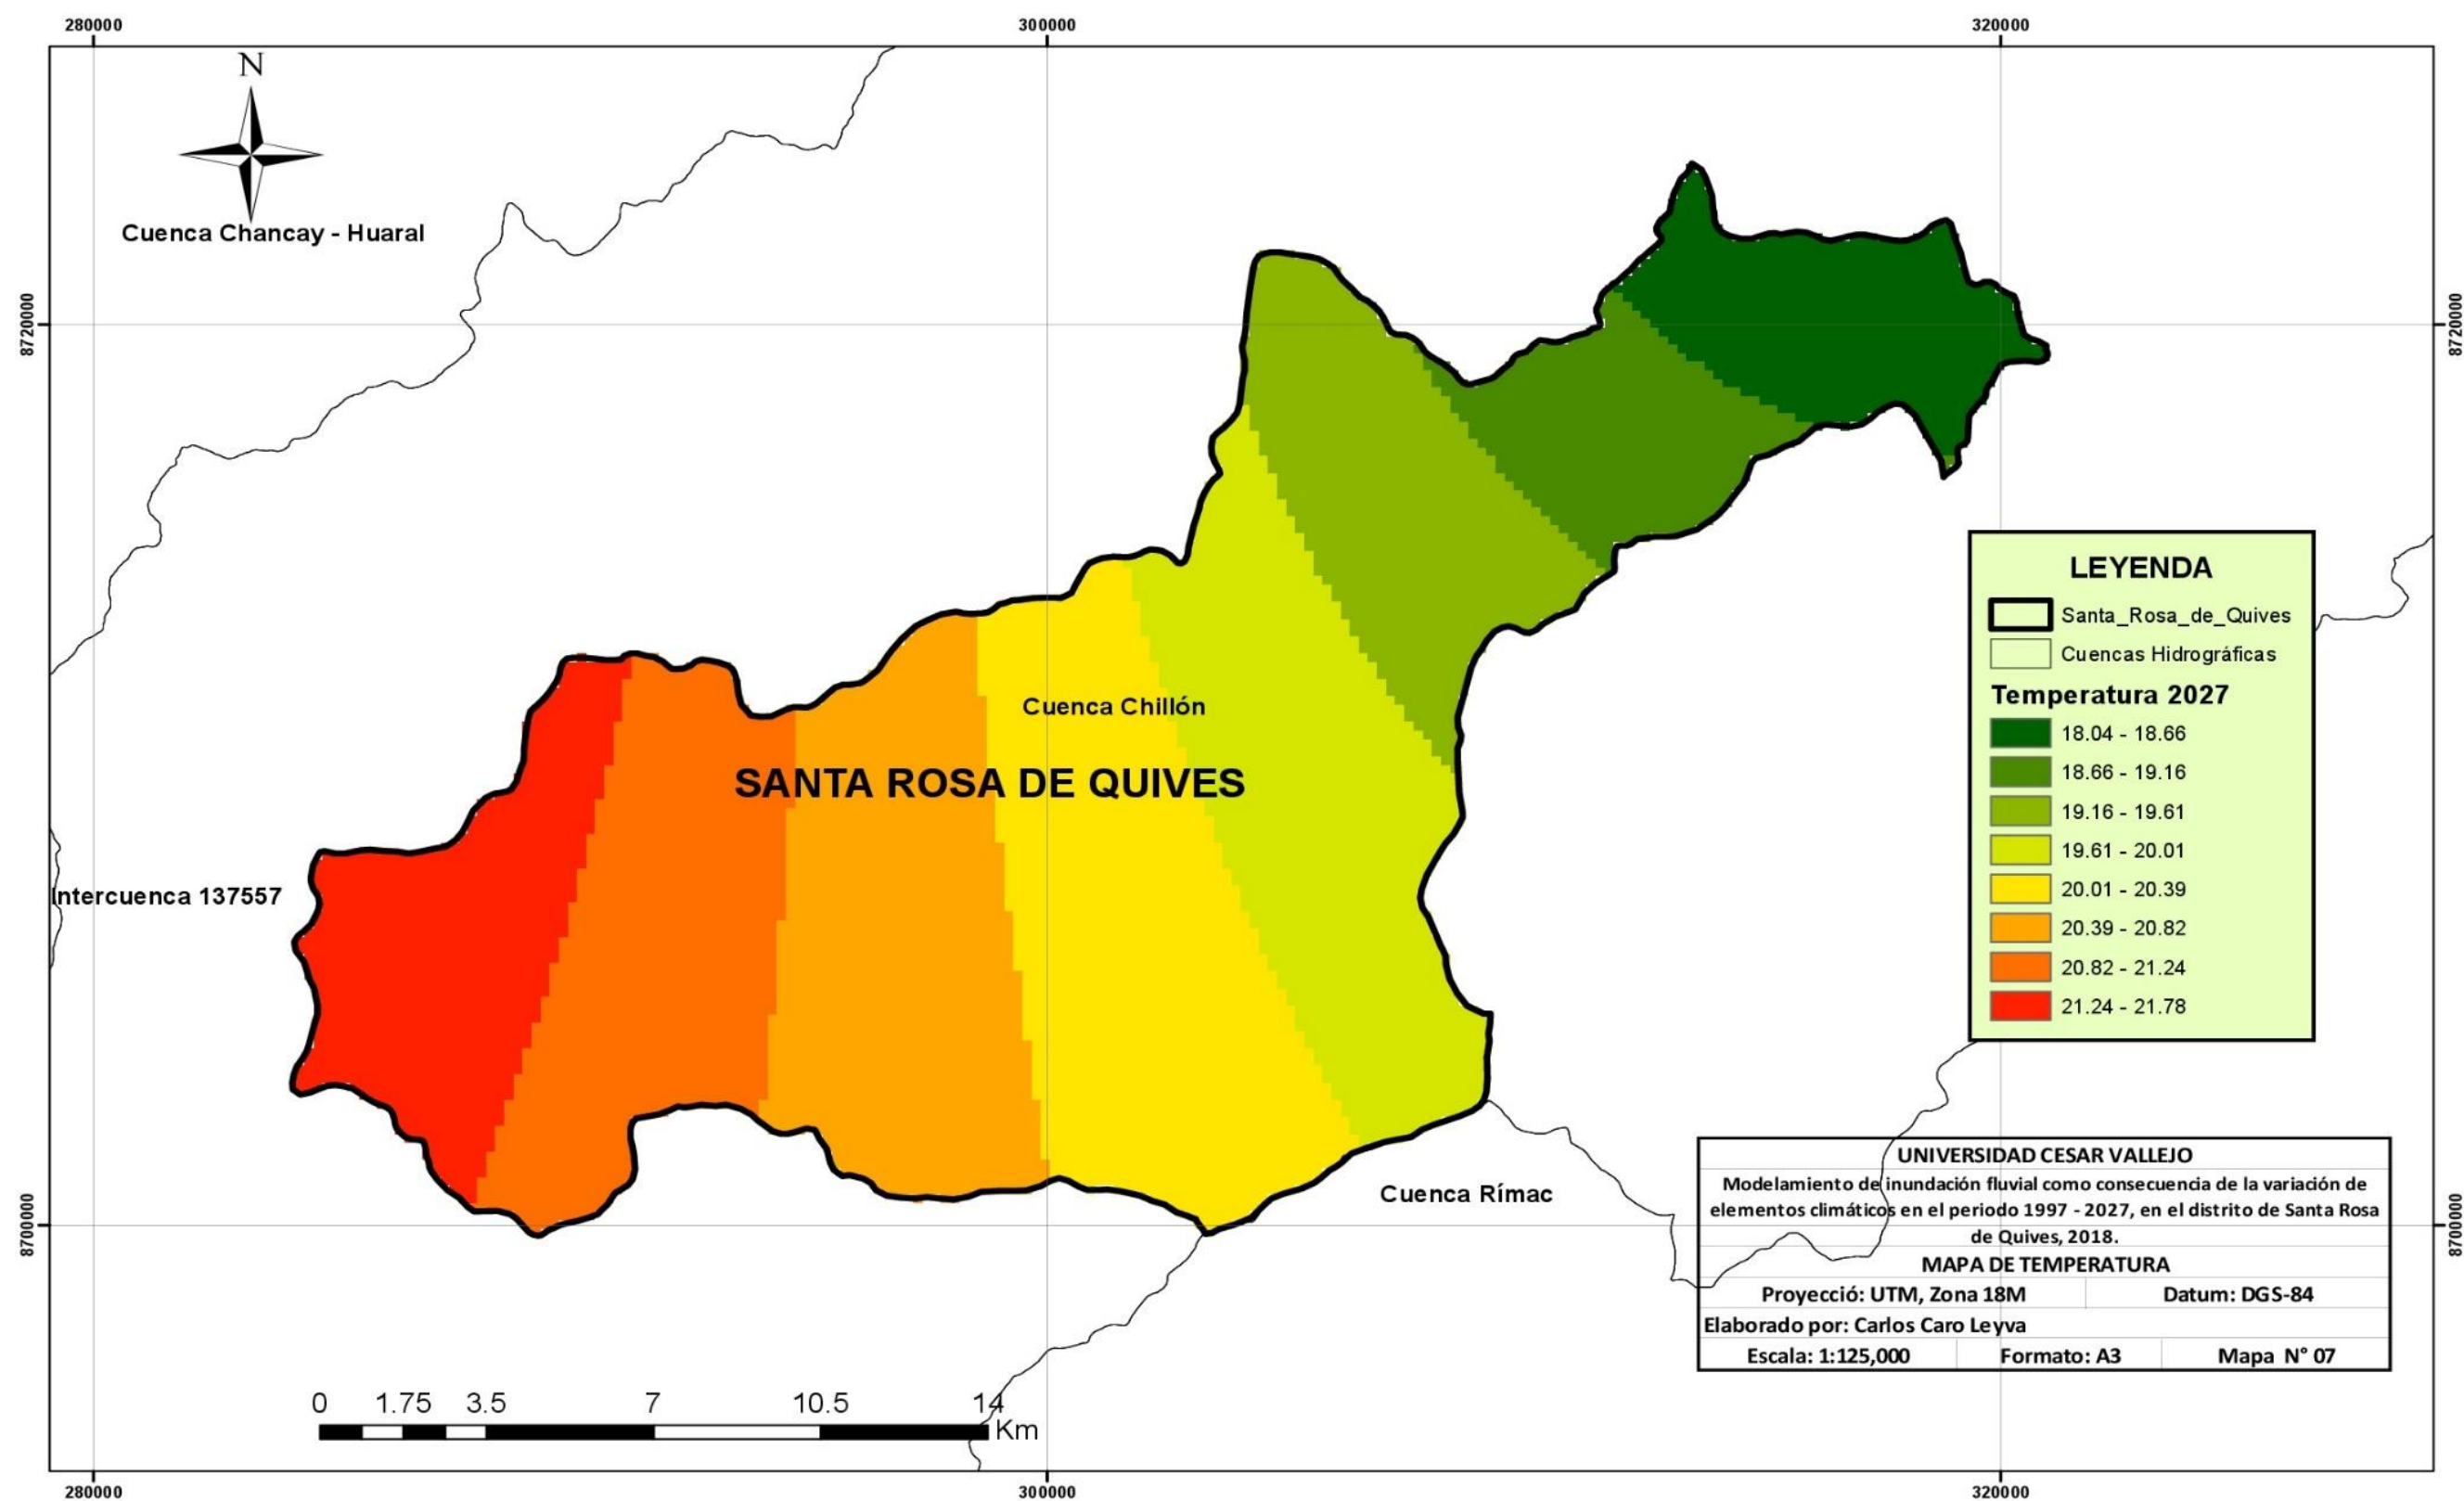 280000
300000
320000
N
Cuenca Chancay - Huaral
8720000
8720000
LEYENDA
Santa_Rosa_de_Quives
Cuencas Hidrográficas
Temperatura 2027
18.04 - 18.66
18.66 - 19.16
19.16 - 19.61
19.61 - 20.01
20.01 - 20.39
20.39 - 20.82
20.82 - 21.24
21.24 - 21.78
Cuenca Chillón
SANTA ROSA DE QUIVES
Intercuenca 137557
Cuenca Rímac
8700000
8700000
UNIVERSIDAD CESAR VALLEJO
Modelamiento de inundación fluvial como consecuencia de la variación de
elementos climáticos en el periodo 1997 - 2027, en el distrito de Santa Rosa
de Quives, 2018.
MAPA DE TEMPERATURA
Proyecció: UTM, Zona 18M Datum: DGS-84
Elaborado por: Carlos Caro Leyva
Escala: 1:125,000 Formato: A3 Mapa N° 07
0 1.75 3.5 7 10.5 14
Km
280000
300000
320000